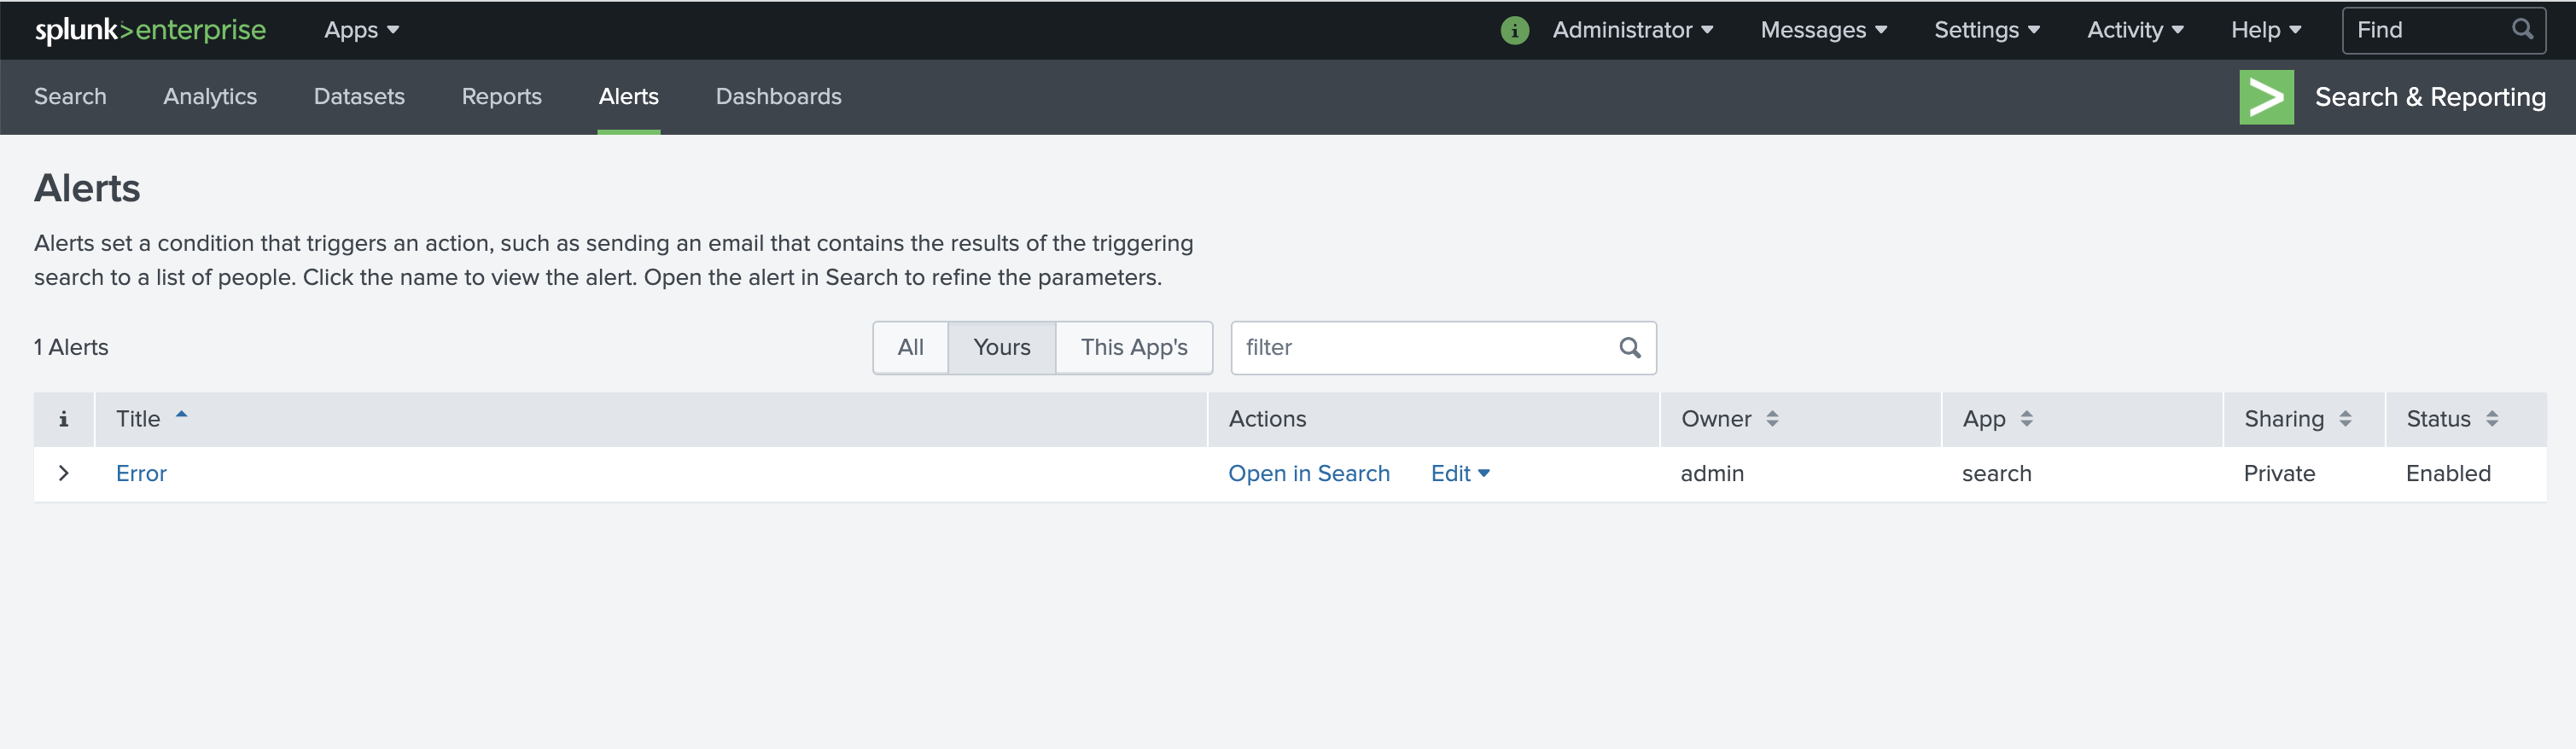 splunk>enterprise Apps i Administrator Messages Settings Activity Help Find
Search Analytics Datasets Reports Alerts Dashboards > Search & Reporting
Alerts
Alerts set a condition that triggers an action, such as sending an email that contains the results of the triggering
search to a list of people. Click the name to view the alert. Open the alert in Search to refine the parameters.
1 Alerts All Yours This App's filter
i Title Actions Owner App Sharing Status
Error Open in Search Edit admin search Private Enabled